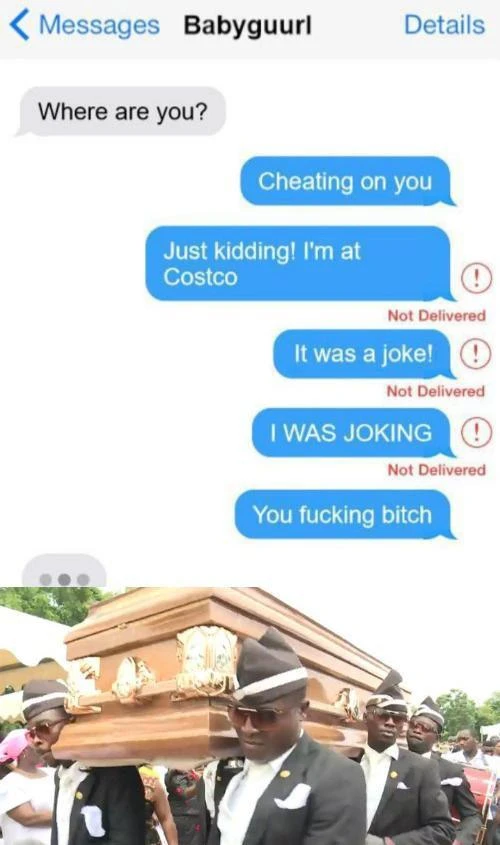 Messages Babyguurl Details
Where are you?
Cheating on you
Just kidding! I'm at
Costco
Not Delivered
It was a joke!
Not Delivered
I WAS JOKING
Not Delivered
You fucking bitch